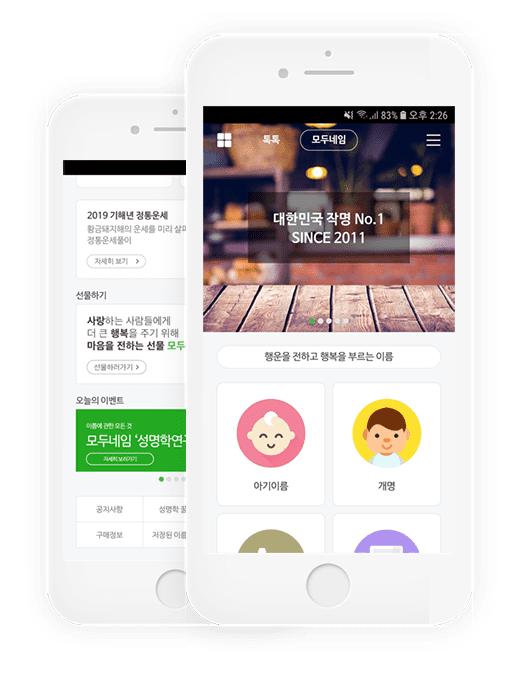 83% 오후 2:26
톡톡
모두네임
대한민국 작명 No.1
SINCE 2011
행운을 전하고 행복을 부르는 이름
아기이름
개명
2019 기해년 정통운세
황금돼지해의 운세를 미리
정통운세풀이
자세히 보기
선물하기
사랑하는 사람들에게
더 큰 행복을 주기 위해
마음을 전하는 선물 모두
선물하러가기
오늘의 이벤트
이름에 관한 모든 것
모두네임 '성명학연구
자세히 보러가기
공지사항
성명학 꿀
구매정보
저장된 이름